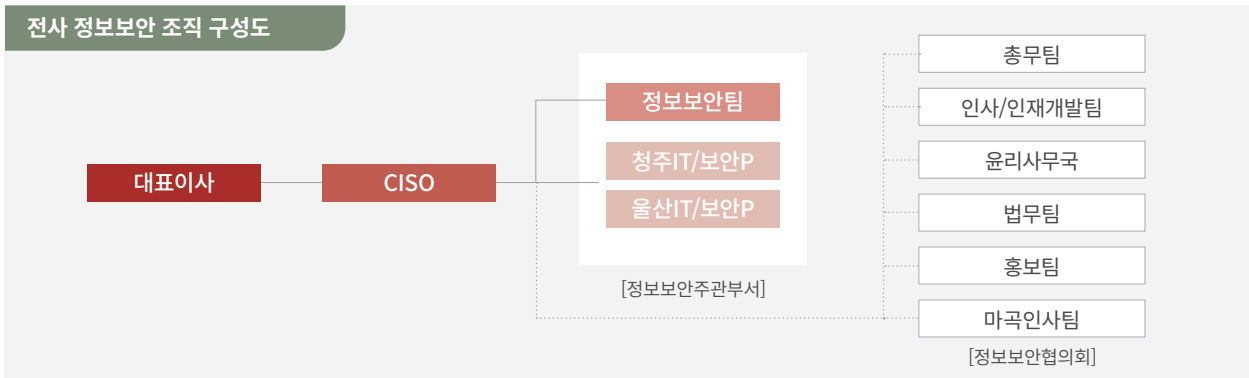 전사 정보보안 조직 구성도
대표이사
CISO
정보보안팀
청주IT/보안P
울산IT/보안P
[정보보안주관부서]
총무팀
인사/인재개발팀
윤리사무국
법무팀
홍보팀
마곡인사팀
[정보보안협의회]